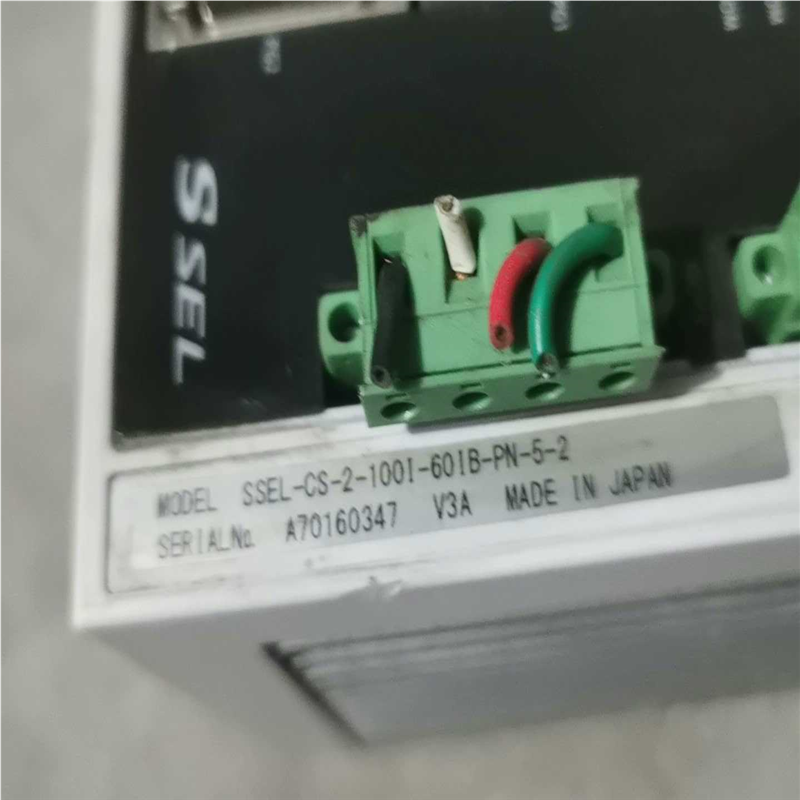 SSEL
MODEL SSEL-CS-2-100I-60IB-PN-5-2
SERIAL No. A70160347 V3A MADE IN JAPAN